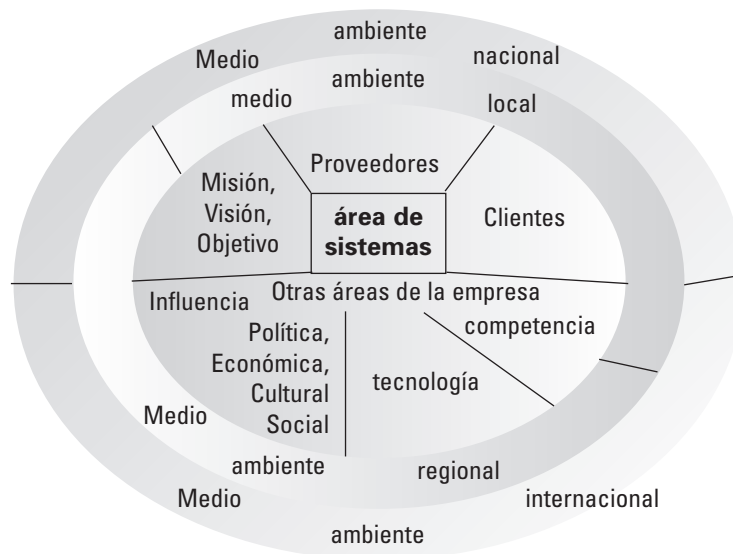 ambiente
Medio
nacional
ambiente
medio
local
Proveedores
Misión,
Visión,
Objetivo
área de
sistemas
Clientes
Otras áreas de la empresa
Influencia
Política,
Económica,
Cultural
Social
tecnología
competencia
Medio
ambiente
regional
Medio
internacional
ambiente